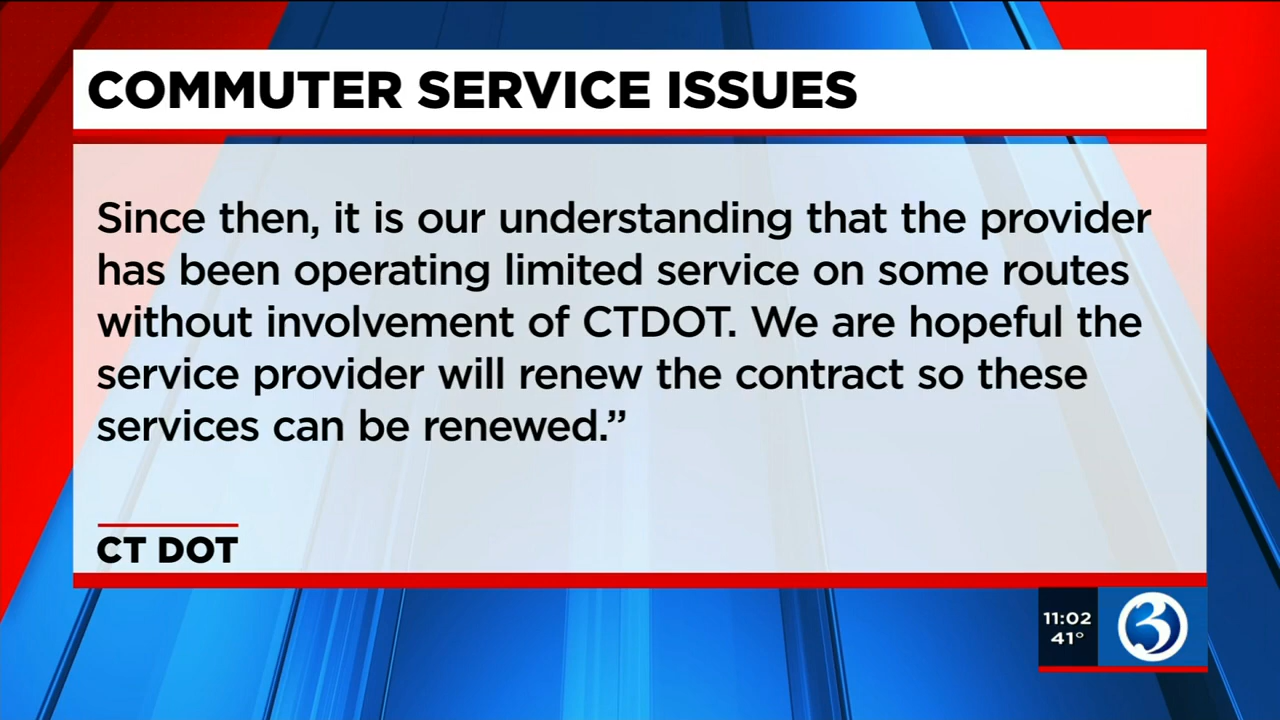 COMMUTER SERVICE ISSUES
Since then, it is our understanding that the provider
has been operating limited service on some routes
without involvement of CTDOT. We are hopeful the
service provider will renew the contract so these
services can be renewed.”
CT DOT
11:02
41°
3